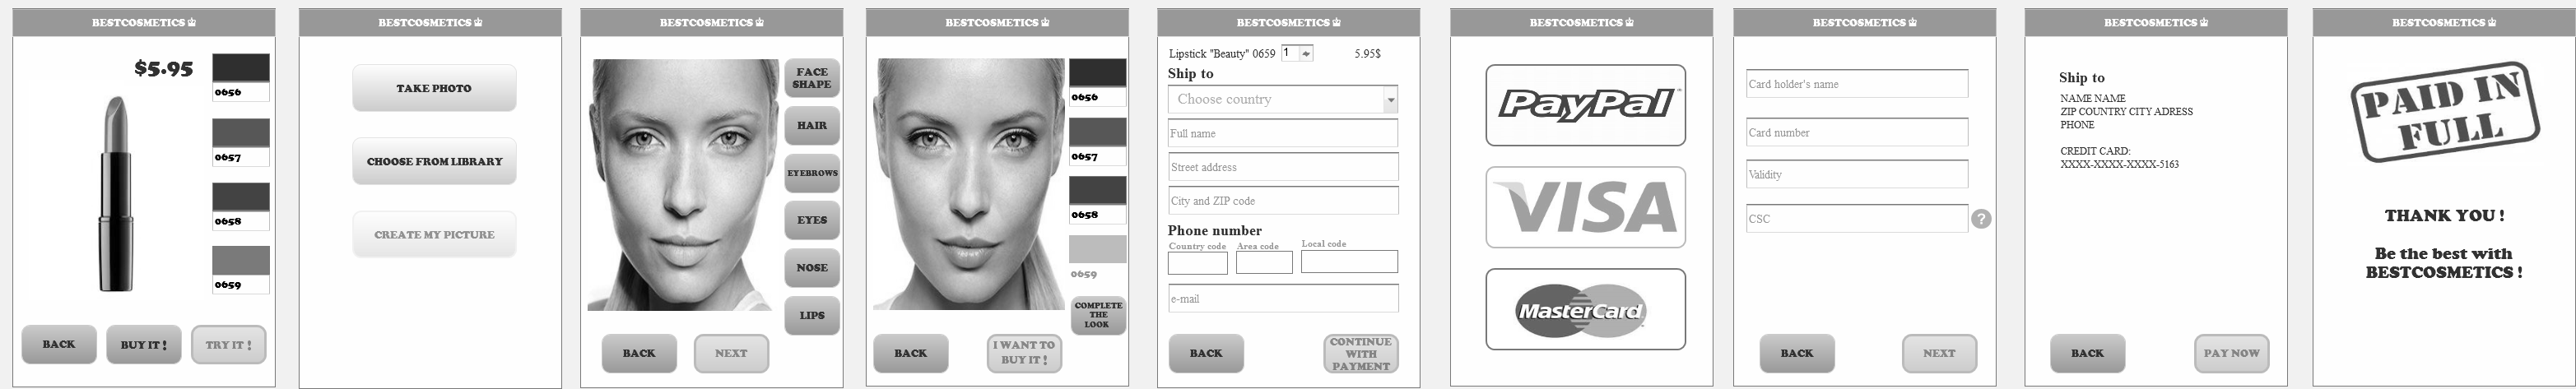 BESTCOSMETICS
$5.95
0656
0657
0658
0659
BACK
BUY IT !
TRY IT !
BESTCOSMETICS
TAKE PHOTO
CHOOSE FROM LIBRARY
CREATE MY PICTURE
BESTCOSMETICS
FACE
SHAPE
HAIR
EYEBROWS
EYES
NOSE
LIPS
BACK
NEXT
BESTCOSMETICS
0656
0657
0658
0659
COMPLETE
THE
LOOK
BACK
I WANT TO
BUY IT !
BESTCOSMETICS
Lipstick "Beauty" 0659 1 5.95$
Ship to
Choose country
Full name
Street address
City and ZIP code
Phone number
Country code Area code Local code
e-mail
BACK
CONTINUE
WITH
PAYMENT
BESTCOSMETICS
PayPal
VISA
MasterCard
BESTCOSMETICS
Card holder's name
Card number
Validity
CSC ?
BACK
NEXT
BESTCOSMETICS
Ship to
NAME NAME
ZIP COUNTRY CITY ADRESS
PHONE
CREDIT CARD:
XXXX-XXXX-XXXX-5163
BACK
PAY NOW
BESTCOSMETICS
PAID IN
FULL
THANK YOU !
Be the best with
BESTCOSMETICS !